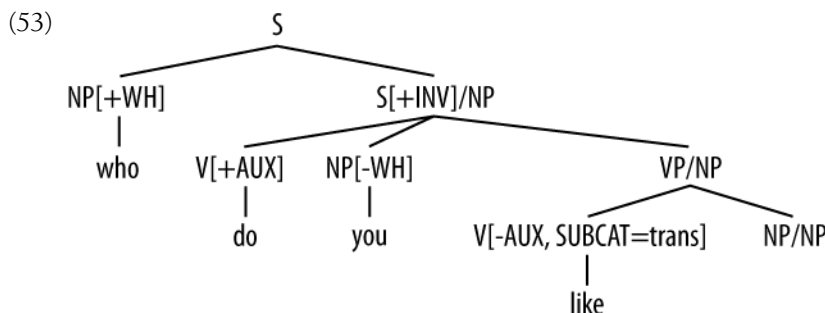 (53)
S
NP[+WH] S[+INV]/NP
who V[+AUX] NP[-WH] VP/NP
do you V[-AUX, SUBCAT=trans] NP/NP
like